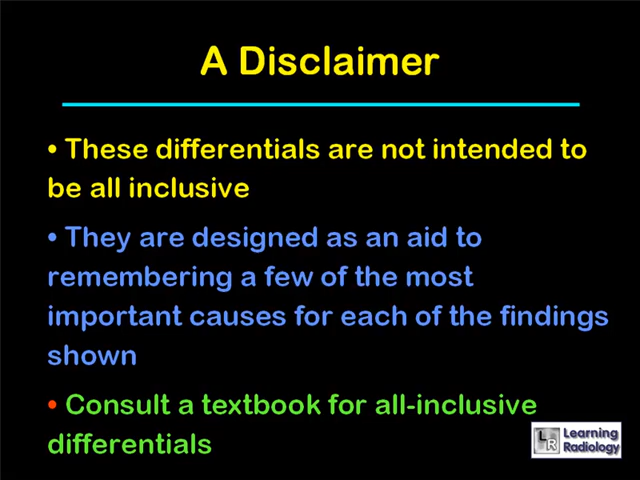 A Disclaimer
• These differentials are not intended to
be all inclusive
• They are designed as an aid to
remembering a few of the most
important causes for each of the findings
shown
• Consult a textbook for all-inclusive
differentials
LR Learning
Radiology